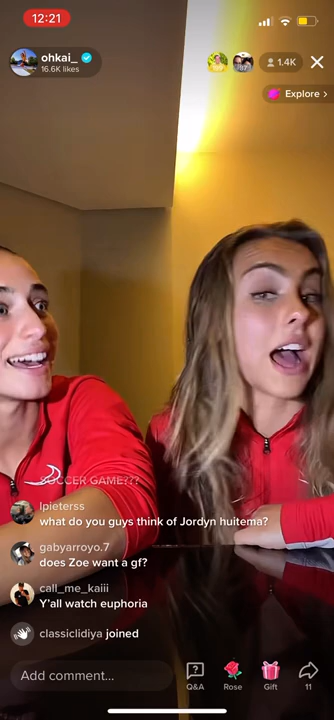 12:21
ohkai_
16.6K likes
1.4K
Explore >
SOCCER GAME???
lpieterss
what do you guys think of Jordyn huitema?
gabyarroyo.7
does Zoe want a gf?
call_me_kaiii
Y'all watch euphoria
classiclidiya joined
Add comment...
Q&A
Rose
Gift
11